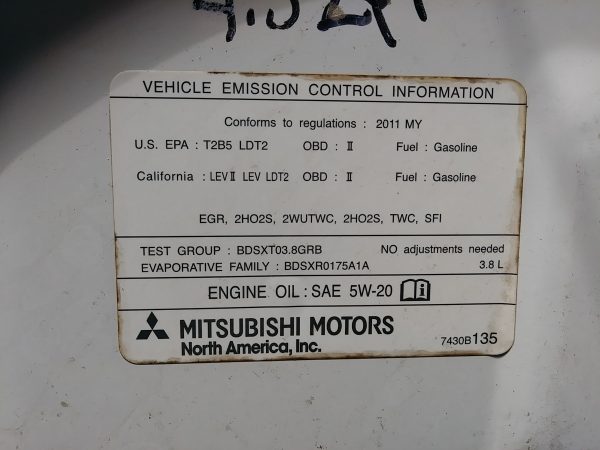 VEHICLE EMISSION CONTROL INFORMATION
Conforms to regulations : 2011 MY
U.S. EPA : T2B5 LDT2 OBD : Ⅱ Fuel : Gasoline
California : LEVⅡ LEV LDT2 OBD : Ⅱ Fuel : Gasoline
EGR, 2HO2S, 2WUTWC, 2HO2S, TWC, SFI
TEST GROUP : BDSXT03.8GRB NO adjustments needed
EVAPORATIVE FAMILY : BDSXR0175A1A 3.8 L
ENGINE OIL : SAE 5W-20
MITSUBISHI MOTORS
North America, Inc. 7430B135